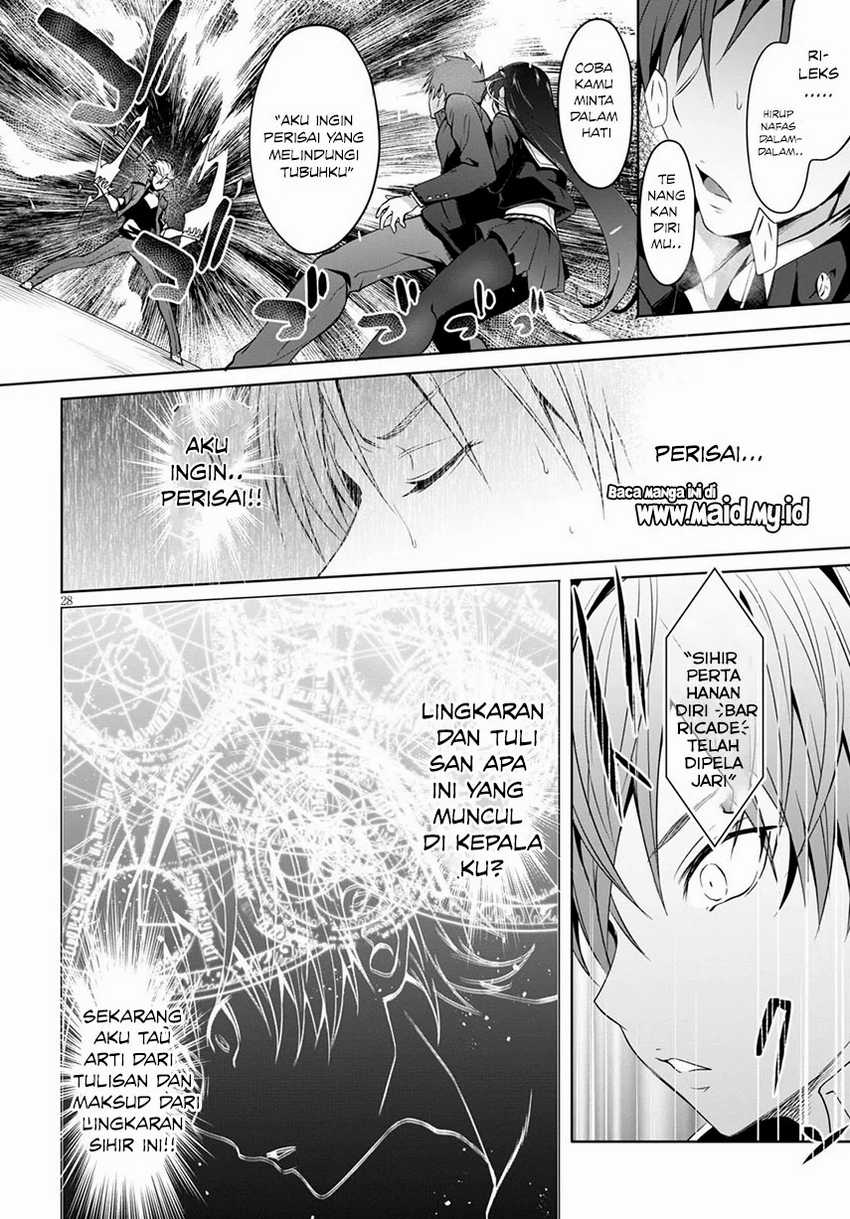 RI-
LEKS
.....
HIRUP
NAFAS
DALAM-
DALAM..
TE
NANG
KAN
DIRI
MU..
COBA
KAMU
MINTA
DALAM
HATI
"AKU INGIN
PERISAI YANG
MELINDUNGI
TUBUHKU"
PERISAI...
AKU
INGIN..
PERISAI!!
Baca Manga ini di
www.Maid.My.id
28
"SIHIR
PERTA
HANAN
DIRI BAR
RICADE
TELAH
DIPELA
JARI"
LINGKARAN
DAN TULI
SAN APA
INI YANG
MUNCUL
DI KEPALA
KU?
SEKARANG
AKU TAU
ARTI DARI
TULISAN DAN
MAKSUD DARI
LINGKARAN
SIHIR INI!!